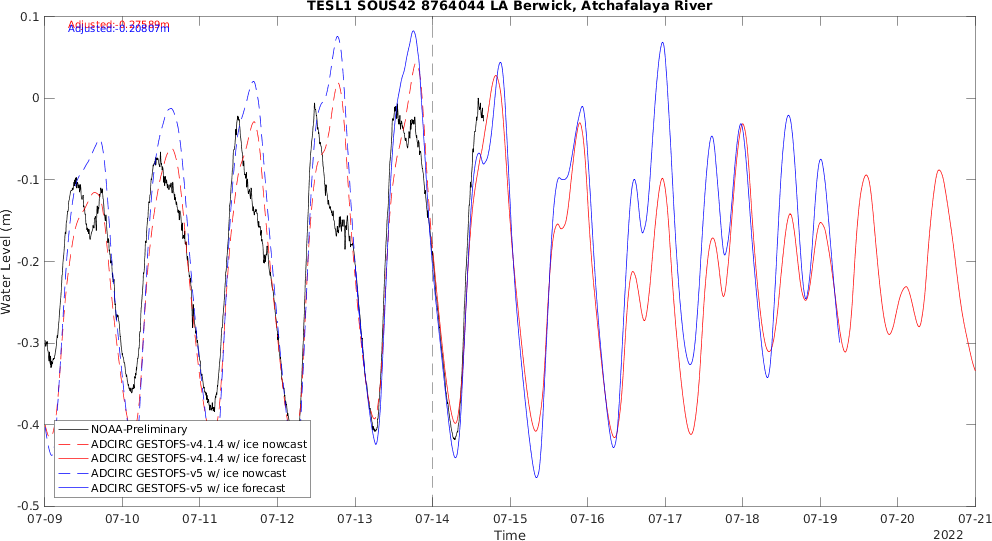 TESL1 SOUS42 8764044 LA Berwick, Atchafalaya River
Adjusted:-0.27589m
Adjusted:-0.20807m
Water Level (m)
0.1
0
-0.1
-0.2
-0.3
-0.4
-0.5
NOAA-Preliminary
ADCIRC GESTOFS-v4.1.4 w/ ice nowcast
ADCIRC GESTOFS-v4.1.4 w/ ice forecast
ADCIRC GESTOFS-v5 w/ ice nowcast
ADCIRC GESTOFS-v5 w/ ice forecast
07-09 07-10 07-11 07-12 07-13 07-14 07-15 07-16 07-17 07-18 07-19 07-20 07-21
Time
2022